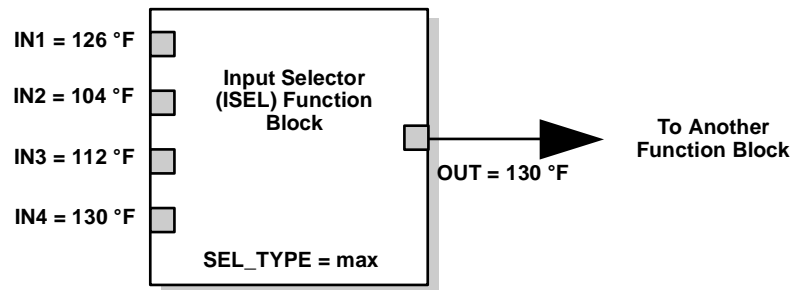 IN1 = 126 °F
IN2 = 104 °F
IN3 = 112 °F
IN4 = 130 °F
Input Selector
(ISEL) Function
Block
SEL_TYPE = max
OUT = 130 °F
To Another
Function Block